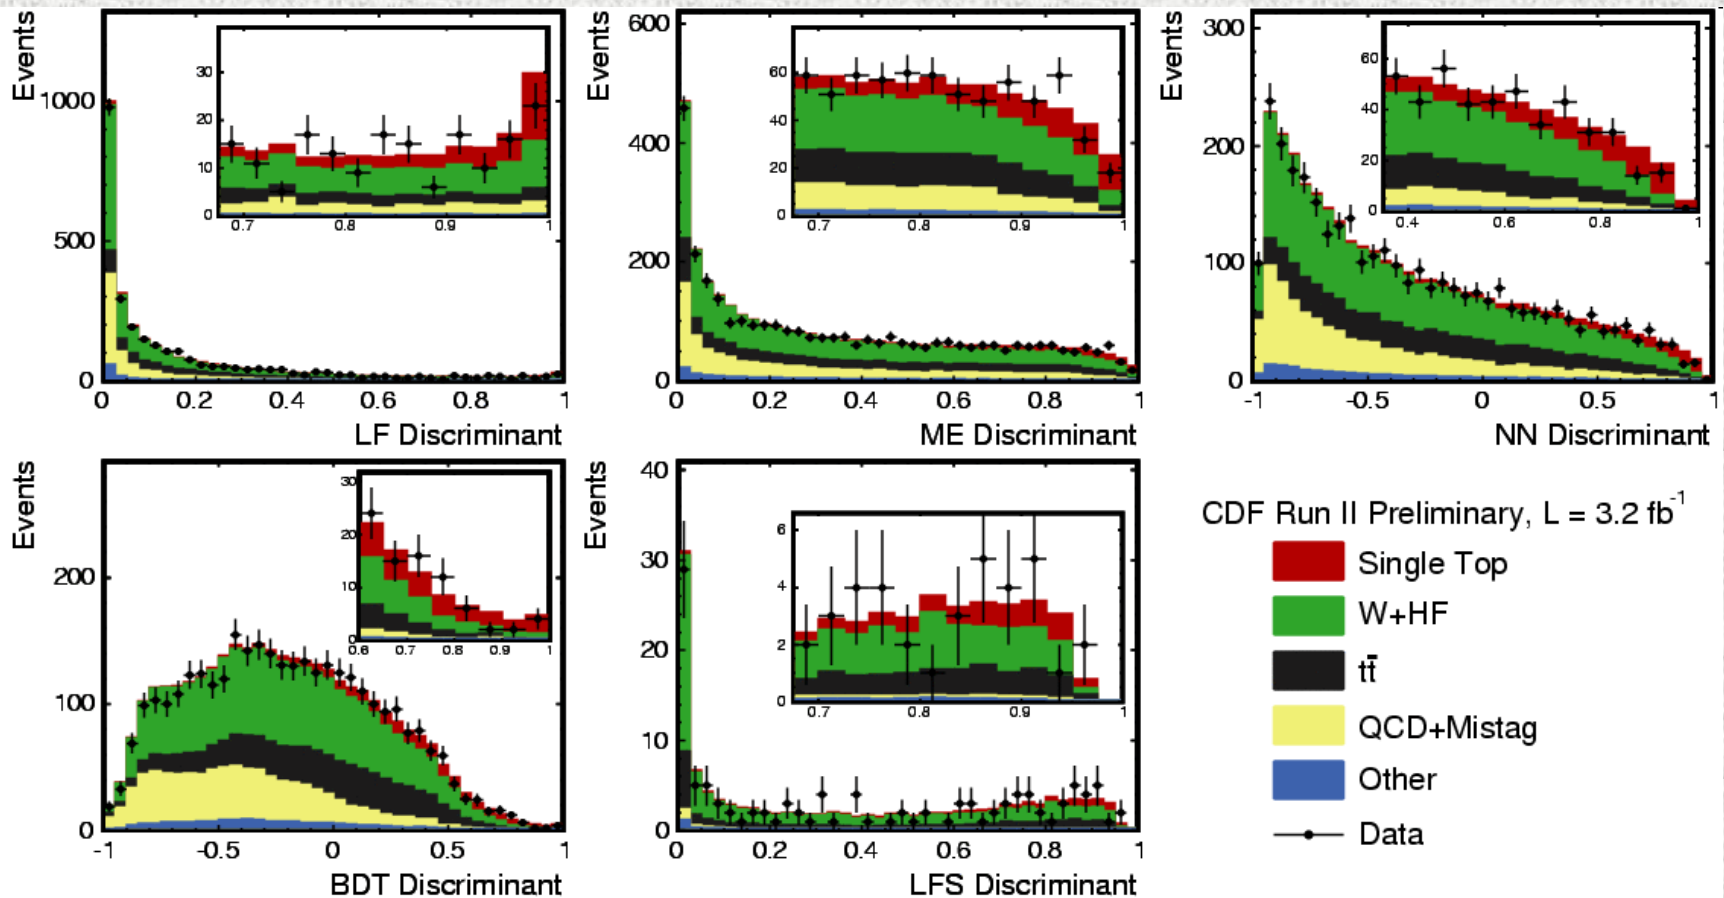 Events
1000
500
0
0 0.2 0.4 0.6 0.8 1
LF Discriminant
30
20
10
0
0.7 0.8 0.9 1
Events
600
400
200
0
0 0.2 0.4 0.6 0.8 1
ME Discriminant
60
40
20
0
0.7 0.8 0.9 1
Events
300
200
100
0
-1 -0.5 0 0.5 1
NN Discriminant
60
40
20
0
0.4 0.6 0.8 1
Events
200
100
0
-1 -0.5 0 0.5 1
BDT Discriminant
30
20
10
0
0.6 0.7 0.8 0.9 1
Events
40
30
20
10
0
0 0.2 0.4 0.6 0.8 1
LFS Discriminant
6
4
2
0
0.7 0.8 0.9 1
CDF Run II Preliminary, L = 3.2 fb⁻¹
Single Top
W+HF
tt̄
QCD+Mistag
Other
Data